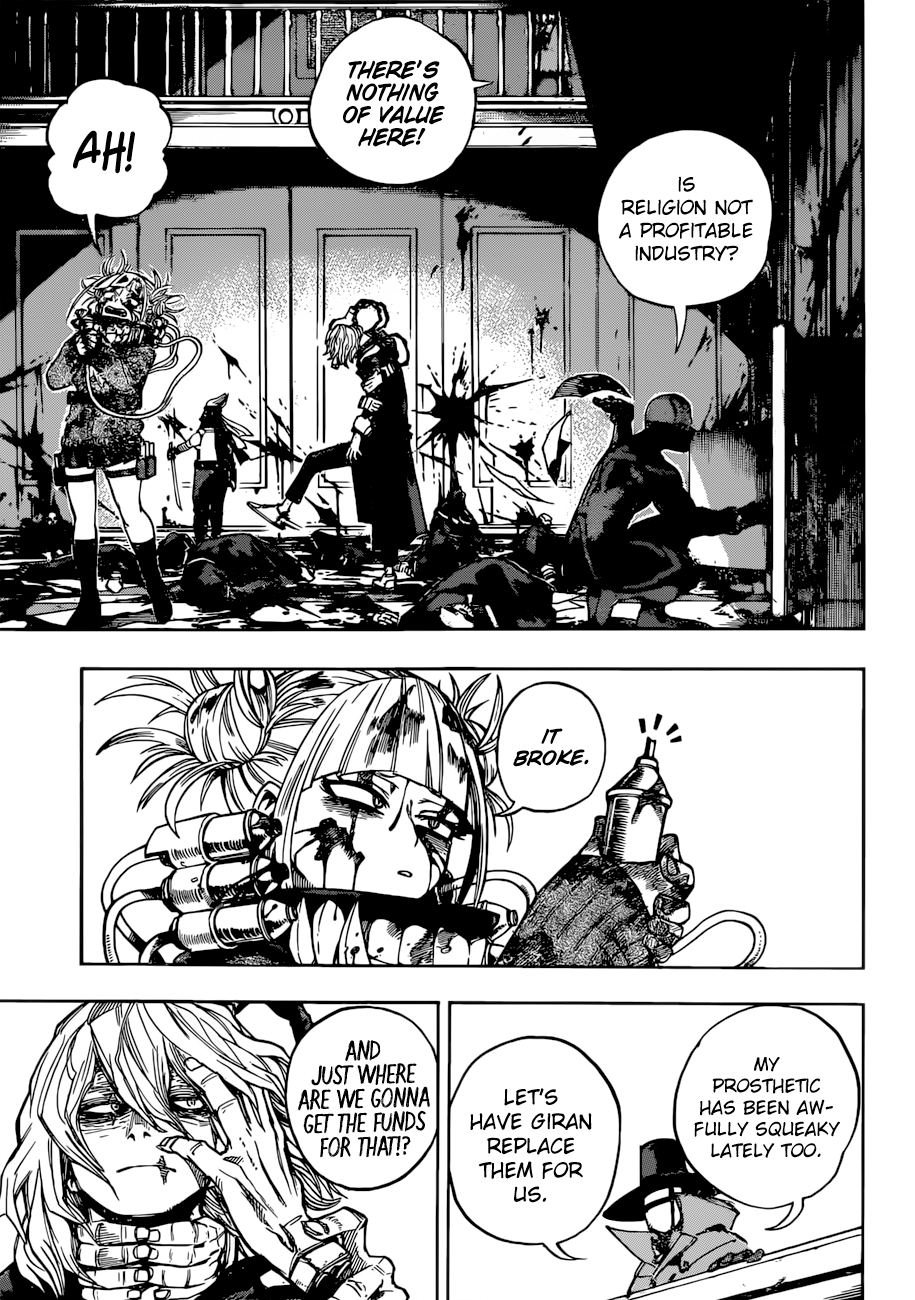 IS
RELIGION NOT
A PROFITABLE
INDUSTRY?
THERE'S
NOTHING
OF VALUE
HERE!
AH!
IT
BROKE.
MY
PROSTHETIC
HAS BEEN AW-
FULLY SQUEAKY
LATELY TOO.
LET'S
HAVE GIRAN
REPLACE
THEM FOR
US.
AND
JUST WHERE
ARE WE GONNA
GET THE FUNDS
FOR THAT!?